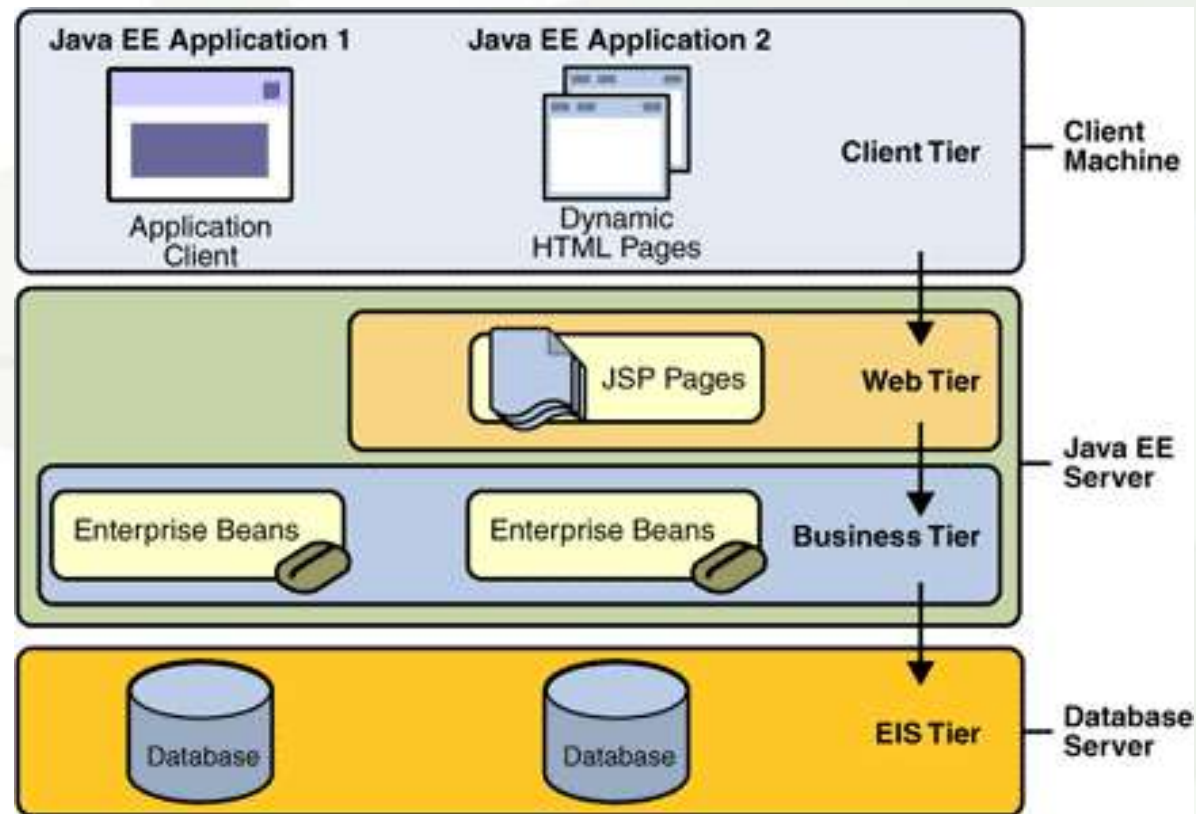 Java EE Application 1
Java EE Application 2
Application
Client
Dynamic
HTML Pages
Client Tier
Client
Machine
JSP Pages
Web Tier
Java EE
Server
Enterprise Beans
Enterprise Beans
Business Tier
Database
Database
EIS Tier
Database
Server